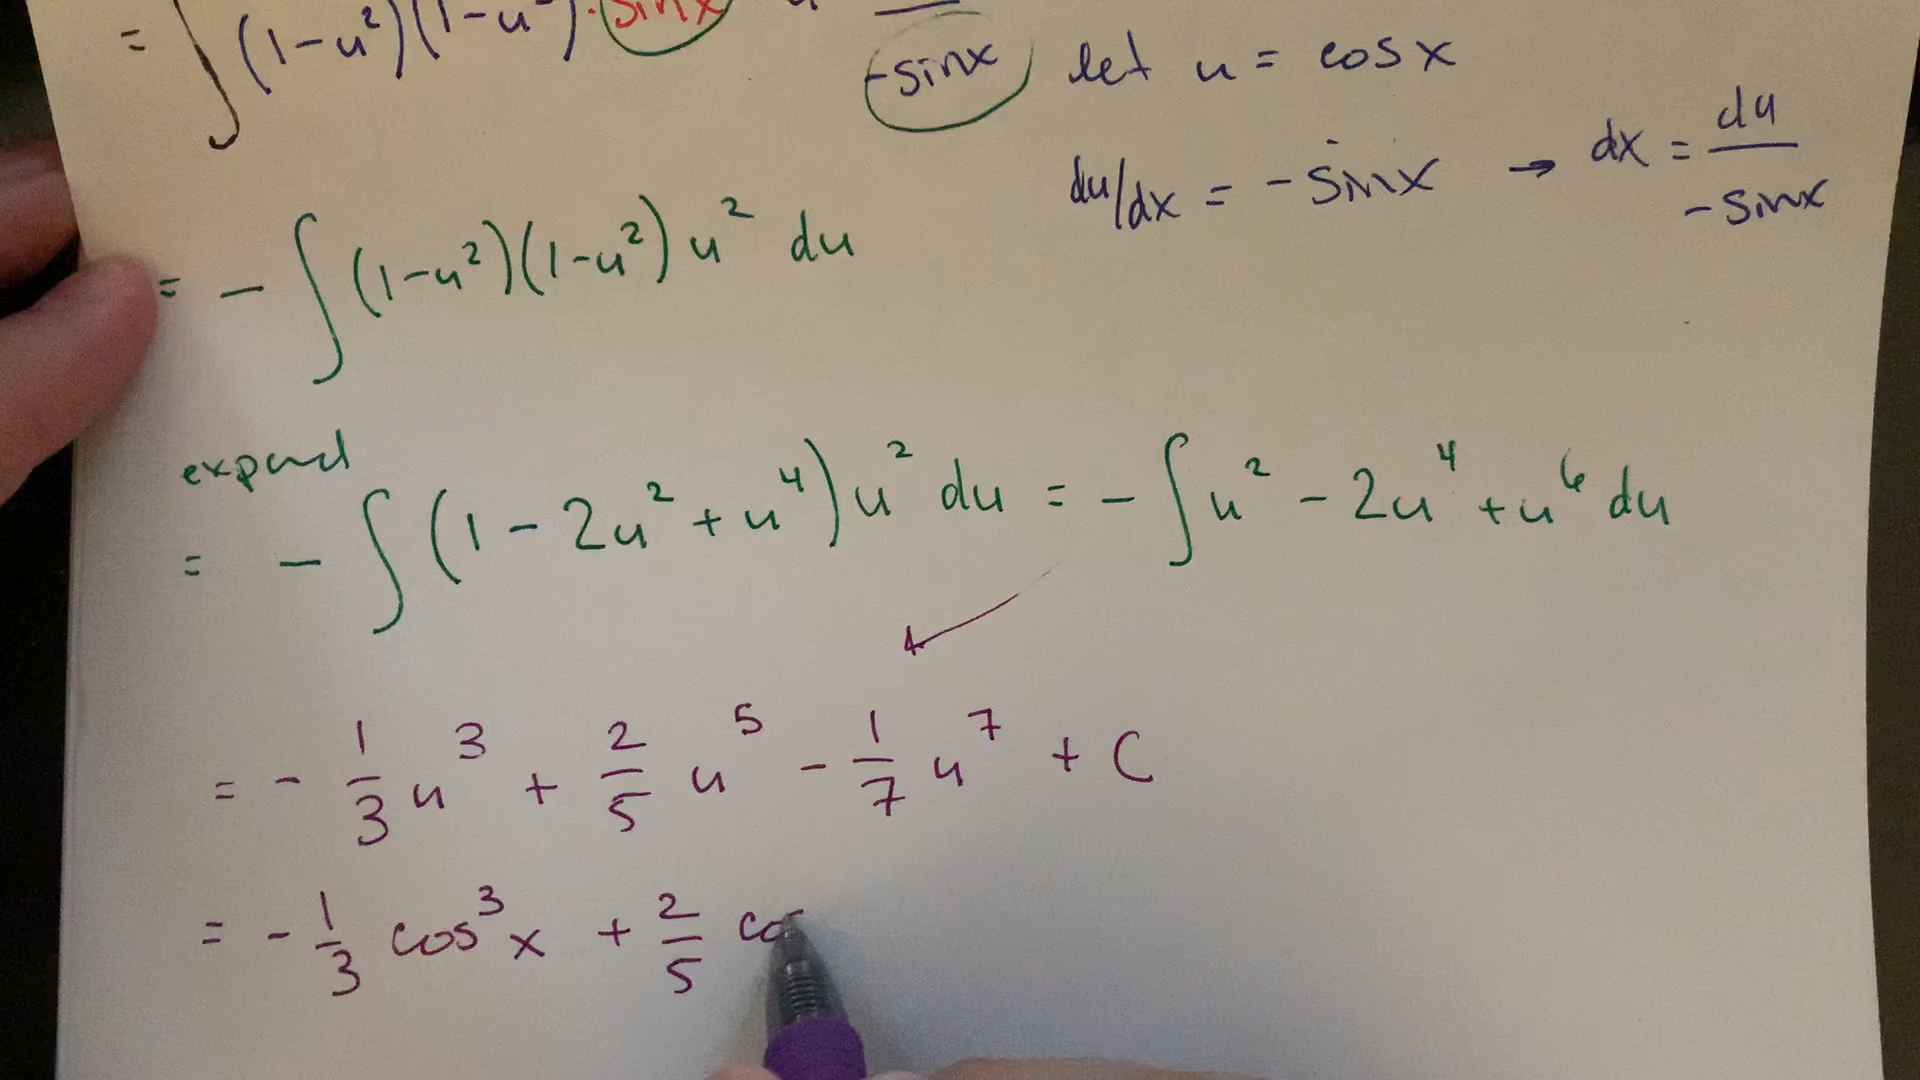 = ∫ (1-u²)(1-u²) · sinx
-sinx
let u = cosx
du/dx = -sinx → dx = du/-sinx
= - ∫ (1-u²)(1-u²) u² du
expand
= - ∫ (1 - 2u² + u⁴) u² du = - ∫ u² - 2u⁴ + u⁶ du
= - 1/3 u³ + 2/5 u⁵ - 1/7 u⁷ + C
= - 1/3 cos³x + 2/5 cos